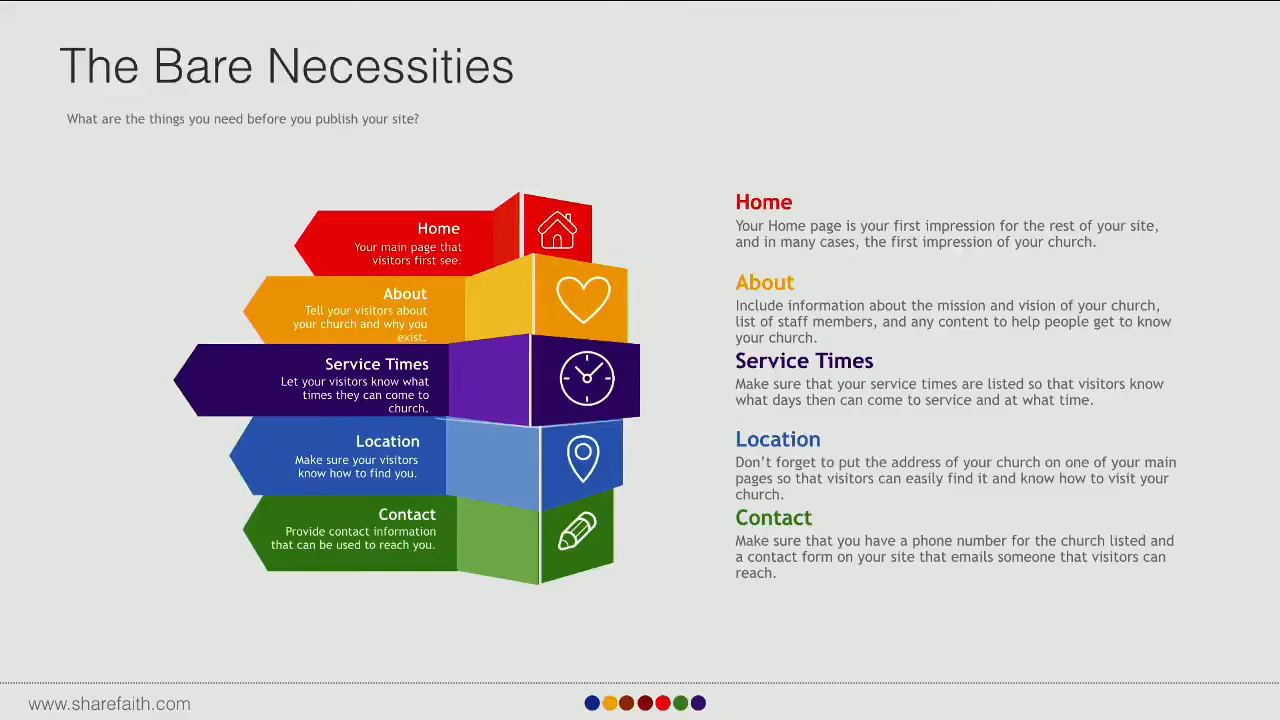 The Bare Necessities
What are the things you need before you publish your site?
Home
Your main page that
visitors first see.
About
Tell your visitors about
your church and why you
exist.
Service Times
Let your visitors know what
times they can come to
church.
Location
Make sure your visitors
know how to find you.
Contact
Provide contact information
that can be used to reach you.
Home
Your Home page is your first impression for the rest of your site,
and in many cases, the first impression of your church.
About
Include information about the mission and vision of your church,
list of staff members, and any content to help people get to know
your church.
Service Times
Make sure that your service times are listed so that visitors know
what days then can come to service and at what time.
Location
Don’t forget to put the address of your church on one of your main
pages so that visitors can easily find it and know how to visit your
church.
Contact
Make sure that you have a phone number for the church listed and
a contact form on your site that emails someone that visitors can
reach.
www.sharefaith.com